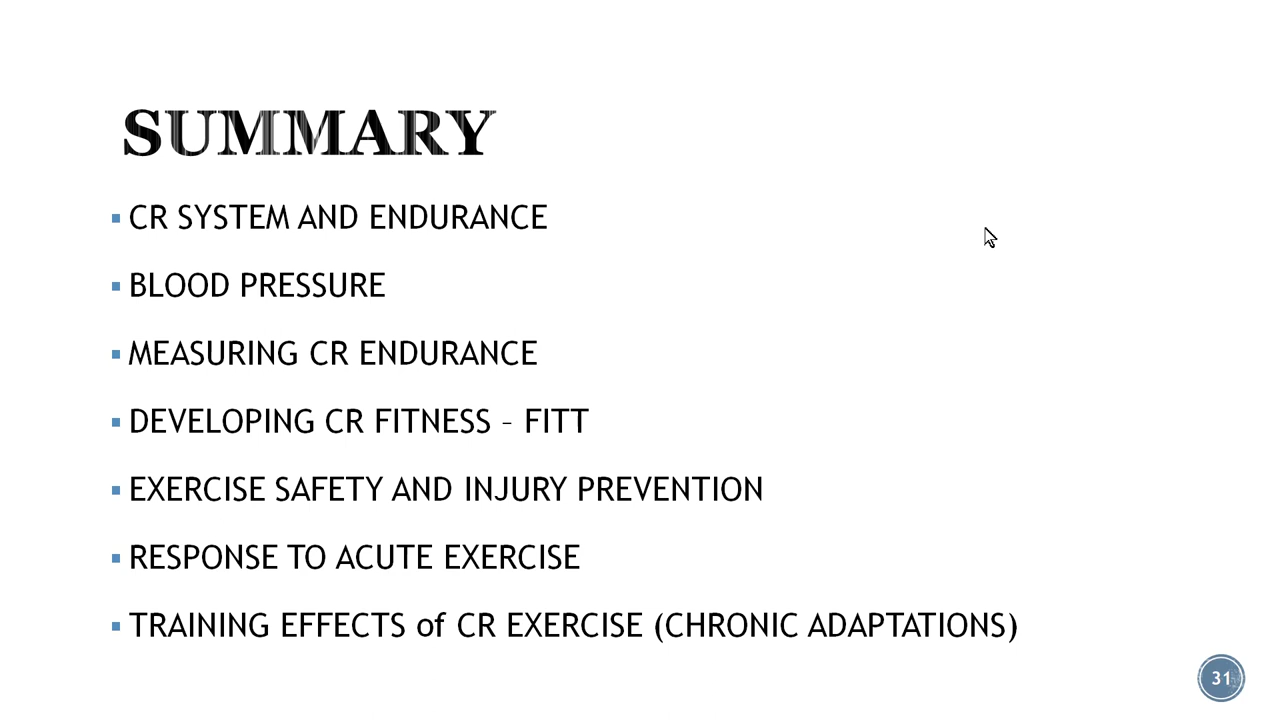 SUMMARY
CR SYSTEM AND ENDURANCE
BLOOD PRESSURE
MEASURING CR ENDURANCE
DEVELOPING CR FITNESS – FITT
EXERCISE SAFETY AND INJURY PREVENTION
RESPONSE TO ACUTE EXERCISE
TRAINING EFFECTS of CR EXERCISE (CHRONIC ADAPTATIONS)
31